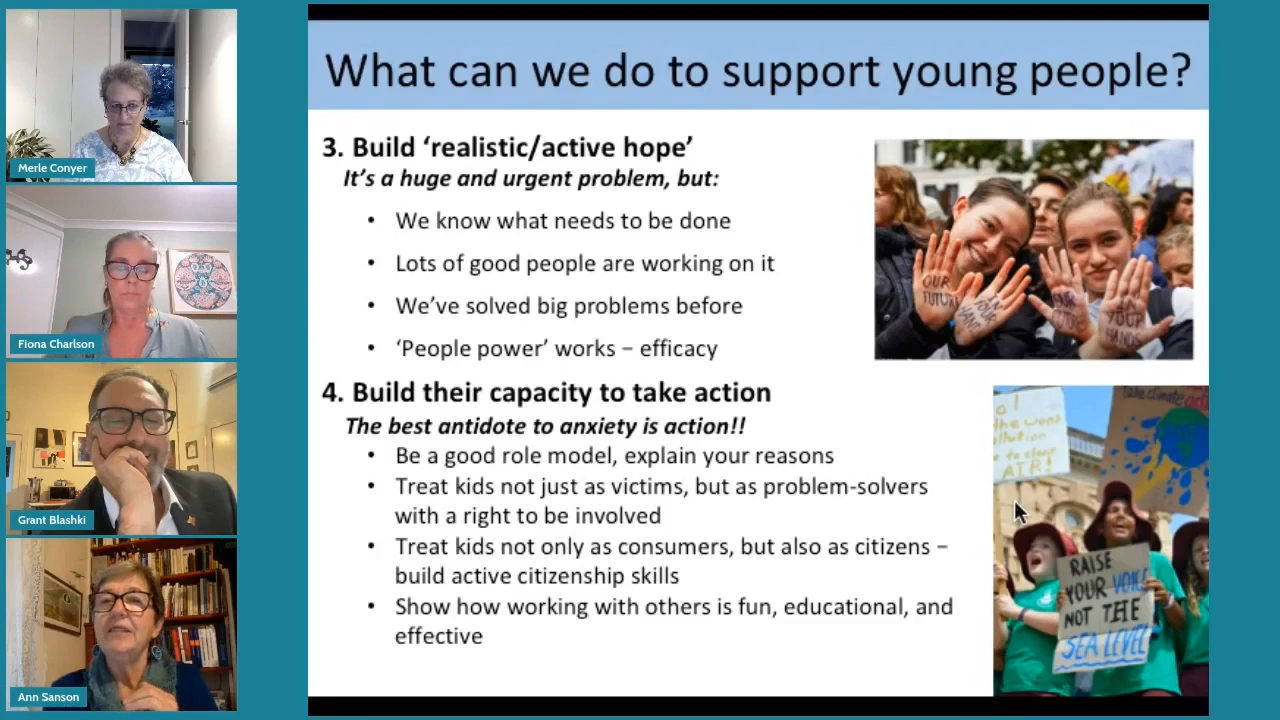 What can we do to support young people?
3. Build ‘realistic/active hope’
It’s a huge and urgent problem, but:
• We know what needs to be done
• Lots of good people are working on it
• We’ve solved big problems before
• ‘People power’ works – efficacy
4. Build their capacity to take action
The best antidote to anxiety is action!!
• Be a good role model, explain your reasons
• Treat kids not just as victims, but as problem-solvers
with a right to be involved
• Treat kids not only as consumers, but also as citizens –
build active citizenship skills
• Show how working with others is fun, educational, and
effective
Merle Conyer
Fiona Charlson
Grant Blashki
Ann Sanson
OUR
FUTURE
IN
YOUR
HANDS
take climate
RAISE
YOUR VOICE
NOT THE
SEA LEVEL